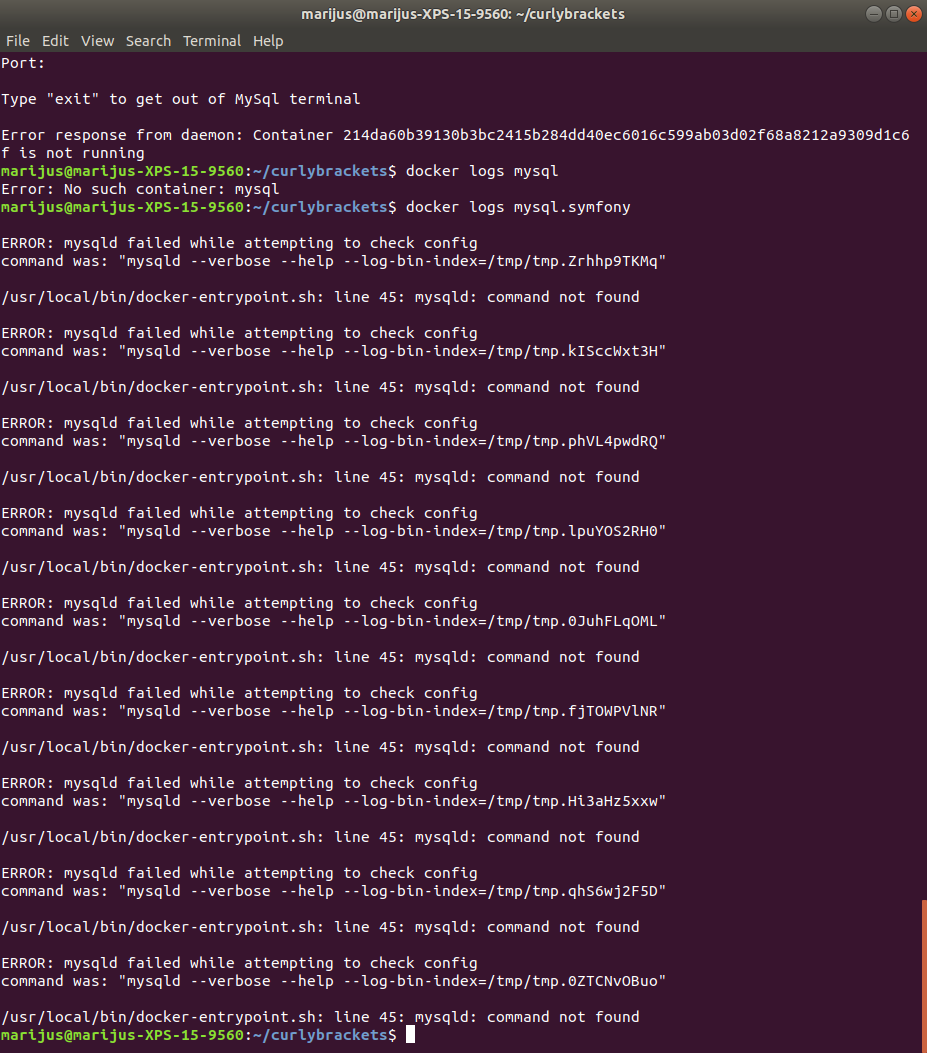 marijus@marijus-XPS-15-9560: ~/curlybrackets
File Edit View Search Terminal Help
Port:
Type "exit" to get out of MySql terminal
Error response from daemon: Container 214da60b39130b3bc2415b284dd40ec6016c599ab03d02f68a8212a9309d1c6
f is not running
marijus@marijus-XPS-15-9560:~/curlybrackets$ docker logs mysql
Error: No such container: mysql
marijus@marijus-XPS-15-9560:~/curlybrackets$ docker logs mysql.symfony
ERROR: mysqld failed while attempting to check config
command was: "mysqld --verbose --help --log-bin-index=/tmp/tmp.Zrhhp9TKMq"
/usr/local/bin/docker-entrypoint.sh: line 45: mysqld: command not found
ERROR: mysqld failed while attempting to check config
command was: "mysqld --verbose --help --log-bin-index=/tmp/tmp.kISccWxt3H"
/usr/local/bin/docker-entrypoint.sh: line 45: mysqld: command not found
ERROR: mysqld failed while attempting to check config
command was: "mysqld --verbose --help --log-bin-index=/tmp/tmp.phVL4pwdRQ"
/usr/local/bin/docker-entrypoint.sh: line 45: mysqld: command not found
ERROR: mysqld failed while attempting to check config
command was: "mysqld --verbose --help --log-bin-index=/tmp/tmp.lpuYOS2RH0"
/usr/local/bin/docker-entrypoint.sh: line 45: mysqld: command not found
ERROR: mysqld failed while attempting to check config
command was: "mysqld --verbose --help --log-bin-index=/tmp/tmp.0JuhFLqOML"
/usr/local/bin/docker-entrypoint.sh: line 45: mysqld: command not found
ERROR: mysqld failed while attempting to check config
command was: "mysqld --verbose --help --log-bin-index=/tmp/tmp.fjTOWPVlNR"
/usr/local/bin/docker-entrypoint.sh: line 45: mysqld: command not found
ERROR: mysqld failed while attempting to check config
command was: "mysqld --verbose --help --log-bin-index=/tmp/tmp.Hi3aHz5xxw"
/usr/local/bin/docker-entrypoint.sh: line 45: mysqld: command not found
ERROR: mysqld failed while attempting to check config
command was: "mysqld --verbose --help --log-bin-index=/tmp/tmp.qhS6wj2F5D"
/usr/local/bin/docker-entrypoint.sh: line 45: mysqld: command not found
ERROR: mysqld failed while attempting to check config
command was: "mysqld --verbose --help --log-bin-index=/tmp/tmp.0ZTCNvOBuo"
/usr/local/bin/docker-entrypoint.sh: line 45: mysqld: command not found
marijus@marijus-XPS-15-9560:~/curlybrackets$